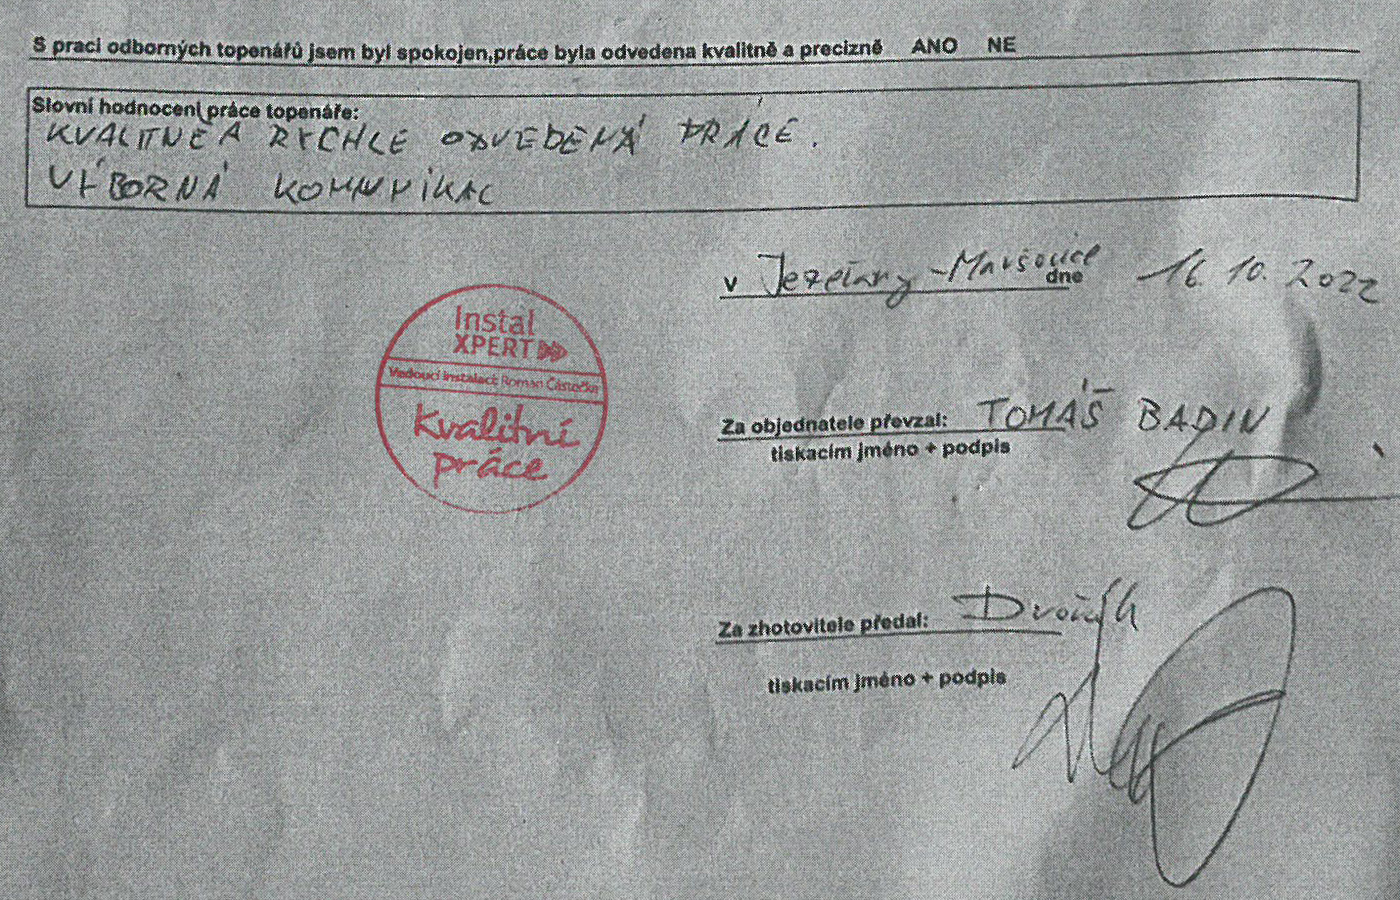 S prací odborných topenářů jsem byl spokojen,práce byla odvedena kvalitně a precizně ANO NE
Slovní hodnocení práce topenáře:
KVALITNĚ A RYCHLE ODVEDENÁ PRÁCE.
VÝBORNÁ KOMUNIKAC
v Jezeřany-Maršovice dne 16. 10. 2022
Instal
XPERT
Vedoucí instalací: Roman Částečka
Kvalitní
práce
Za objednatele převzal: TOMÁŠ BADIN
tiskacím jméno + podpis
Za zhotovitele předal: Dvořák
tiskacím jméno + podpis